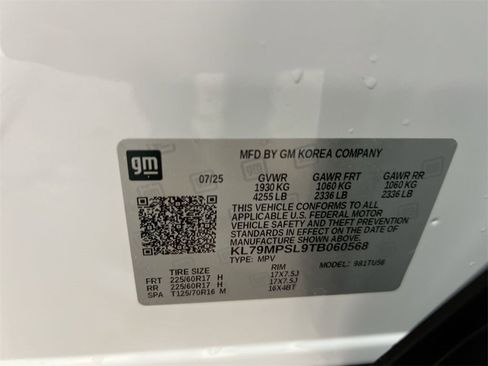 gm
MFD BY GM KOREA COMPANY
07/25 GVWR GAWR FRT GAWR RR
1930 KG 1060 KG 1060 KG
4255 LB 2336 LB 2336 LB
THIS VEHICLE CONFORMS TO ALL
APPLICABLE U.S. FEDERAL MOTOR
VEHICLE SAFETY AND THEFT
PREVENTION STANDARDS IN EFFECT ON
THE DATE OF MANUFACTURE SHOWN ABOVE.
KL79MPSL9TB060568
TYPE: MPV MODEL: 981TU56
TIRE SIZE RIM
FRT 225/60R17 H 17X7.5J
RR 225/60R17 H 17X7.5J
SPA T125/70R16 M 16X4BT